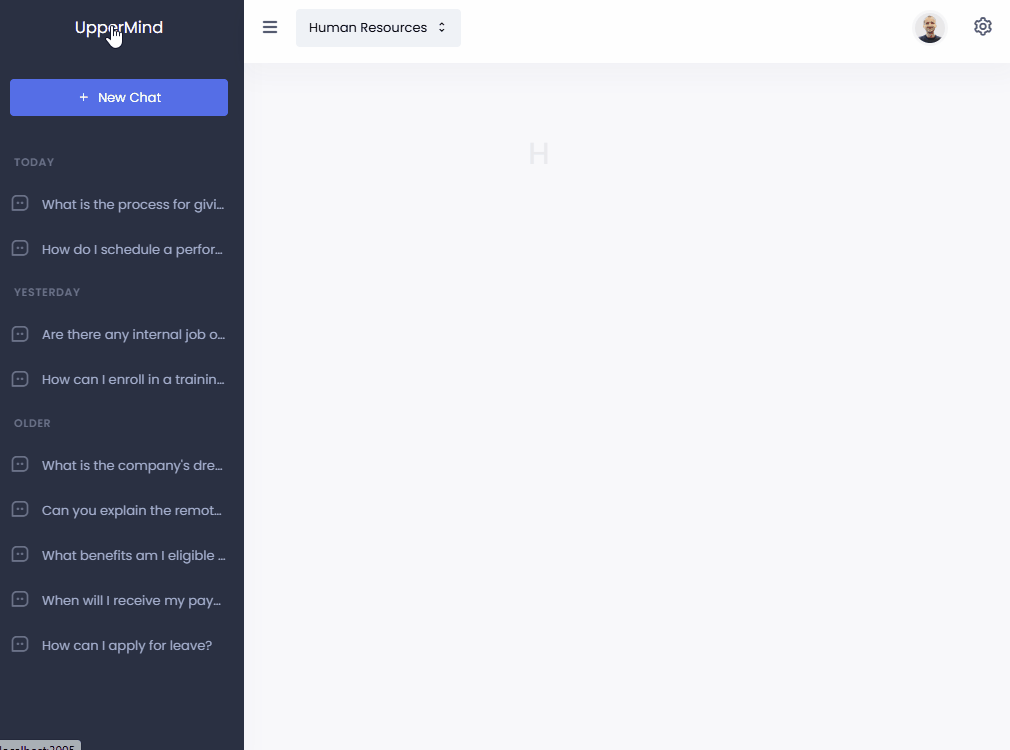 UpperMind
Human Resources
+ New Chat
TODAY
What is the process for givi...
How do I schedule a perfor...
YESTERDAY
Are there any internal job o...
How can I enroll in a trainin...
OLDER
What is the company's dre...
Can you explain the remot...
What benefits am I eligible ...
When will I receive my pay...
How can I apply for leave?
H